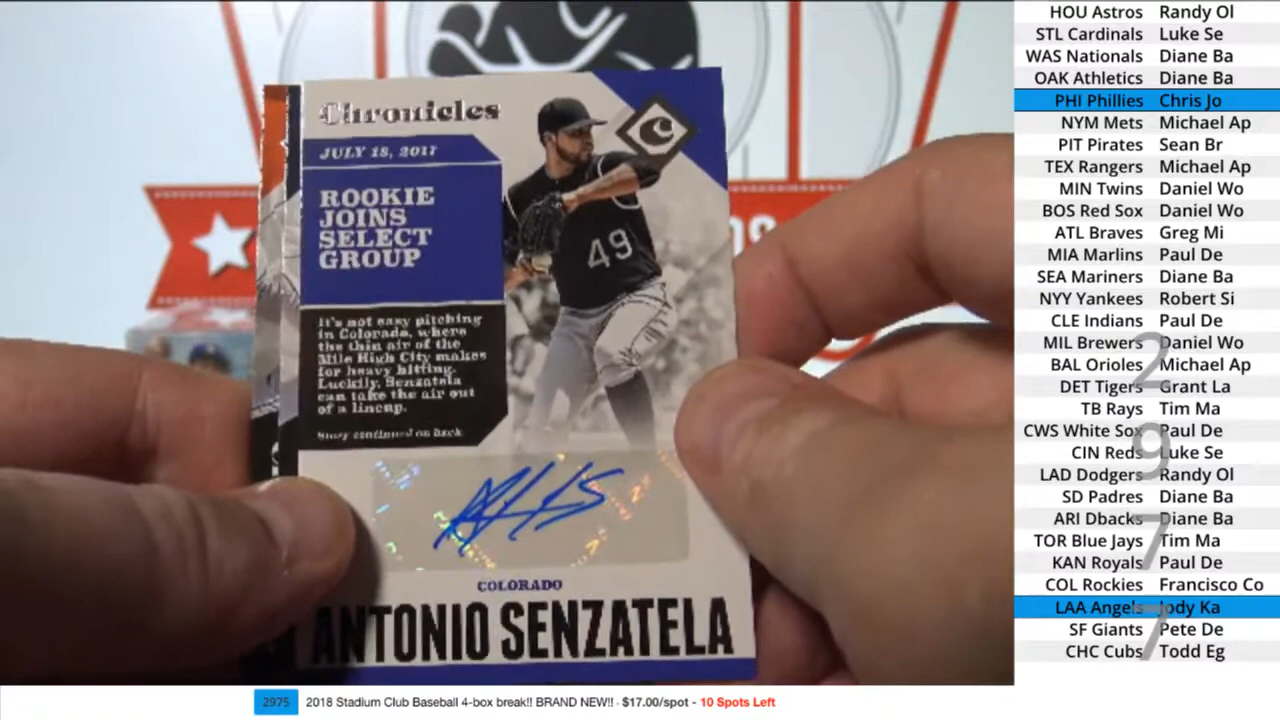 Chronicles
JULY 18, 2017
ROOKIE
JOINS
SELECT
GROUP
It's not easy pitching
in Colorado, where
the thin air of the
Mile High City makes
for heavy hitting.
Luckily, Senzatela
can take the air out
of a lineup.
Story continued on back
49
COLORADO
ANTONIO SENZATELA
HOU Astros Randy Ol
STL Cardinals Luke Se
WAS Nationals Diane Ba
OAK Athletics Diane Ba
PHI Phillies Chris Jo
NYM Mets Michael Ap
PIT Pirates Sean Br
TEX Rangers Michael Ap
MIN Twins Daniel Wo
BOS Red Sox Daniel Wo
ATL Braves Greg Mi
MIA Marlins Paul De
SEA Mariners Diane Ba
NYY Yankees Robert Si
CLE Indians Paul De
MIL Brewers Daniel Wo
BAL Orioles Michael Ap
DET Tigers Grant La
TB Rays Tim Ma
CWS White Sox Paul De
CIN Reds Luke Se
LAD Dodgers Randy Ol
SD Padres Diane Ba
ARI Dbacks Diane Ba
TOR Blue Jays Tim Ma
KAN Royals Paul De
COL Rockies Francisco Co
LAA Angels Jody Ka
SF Giants Pete De
CHC Cubs Todd Eg
2
9
7
7
2975 2018 Stadium Club Baseball 4-box break!! BRAND NEW!! - $17.00/spot - 10 Spots Left